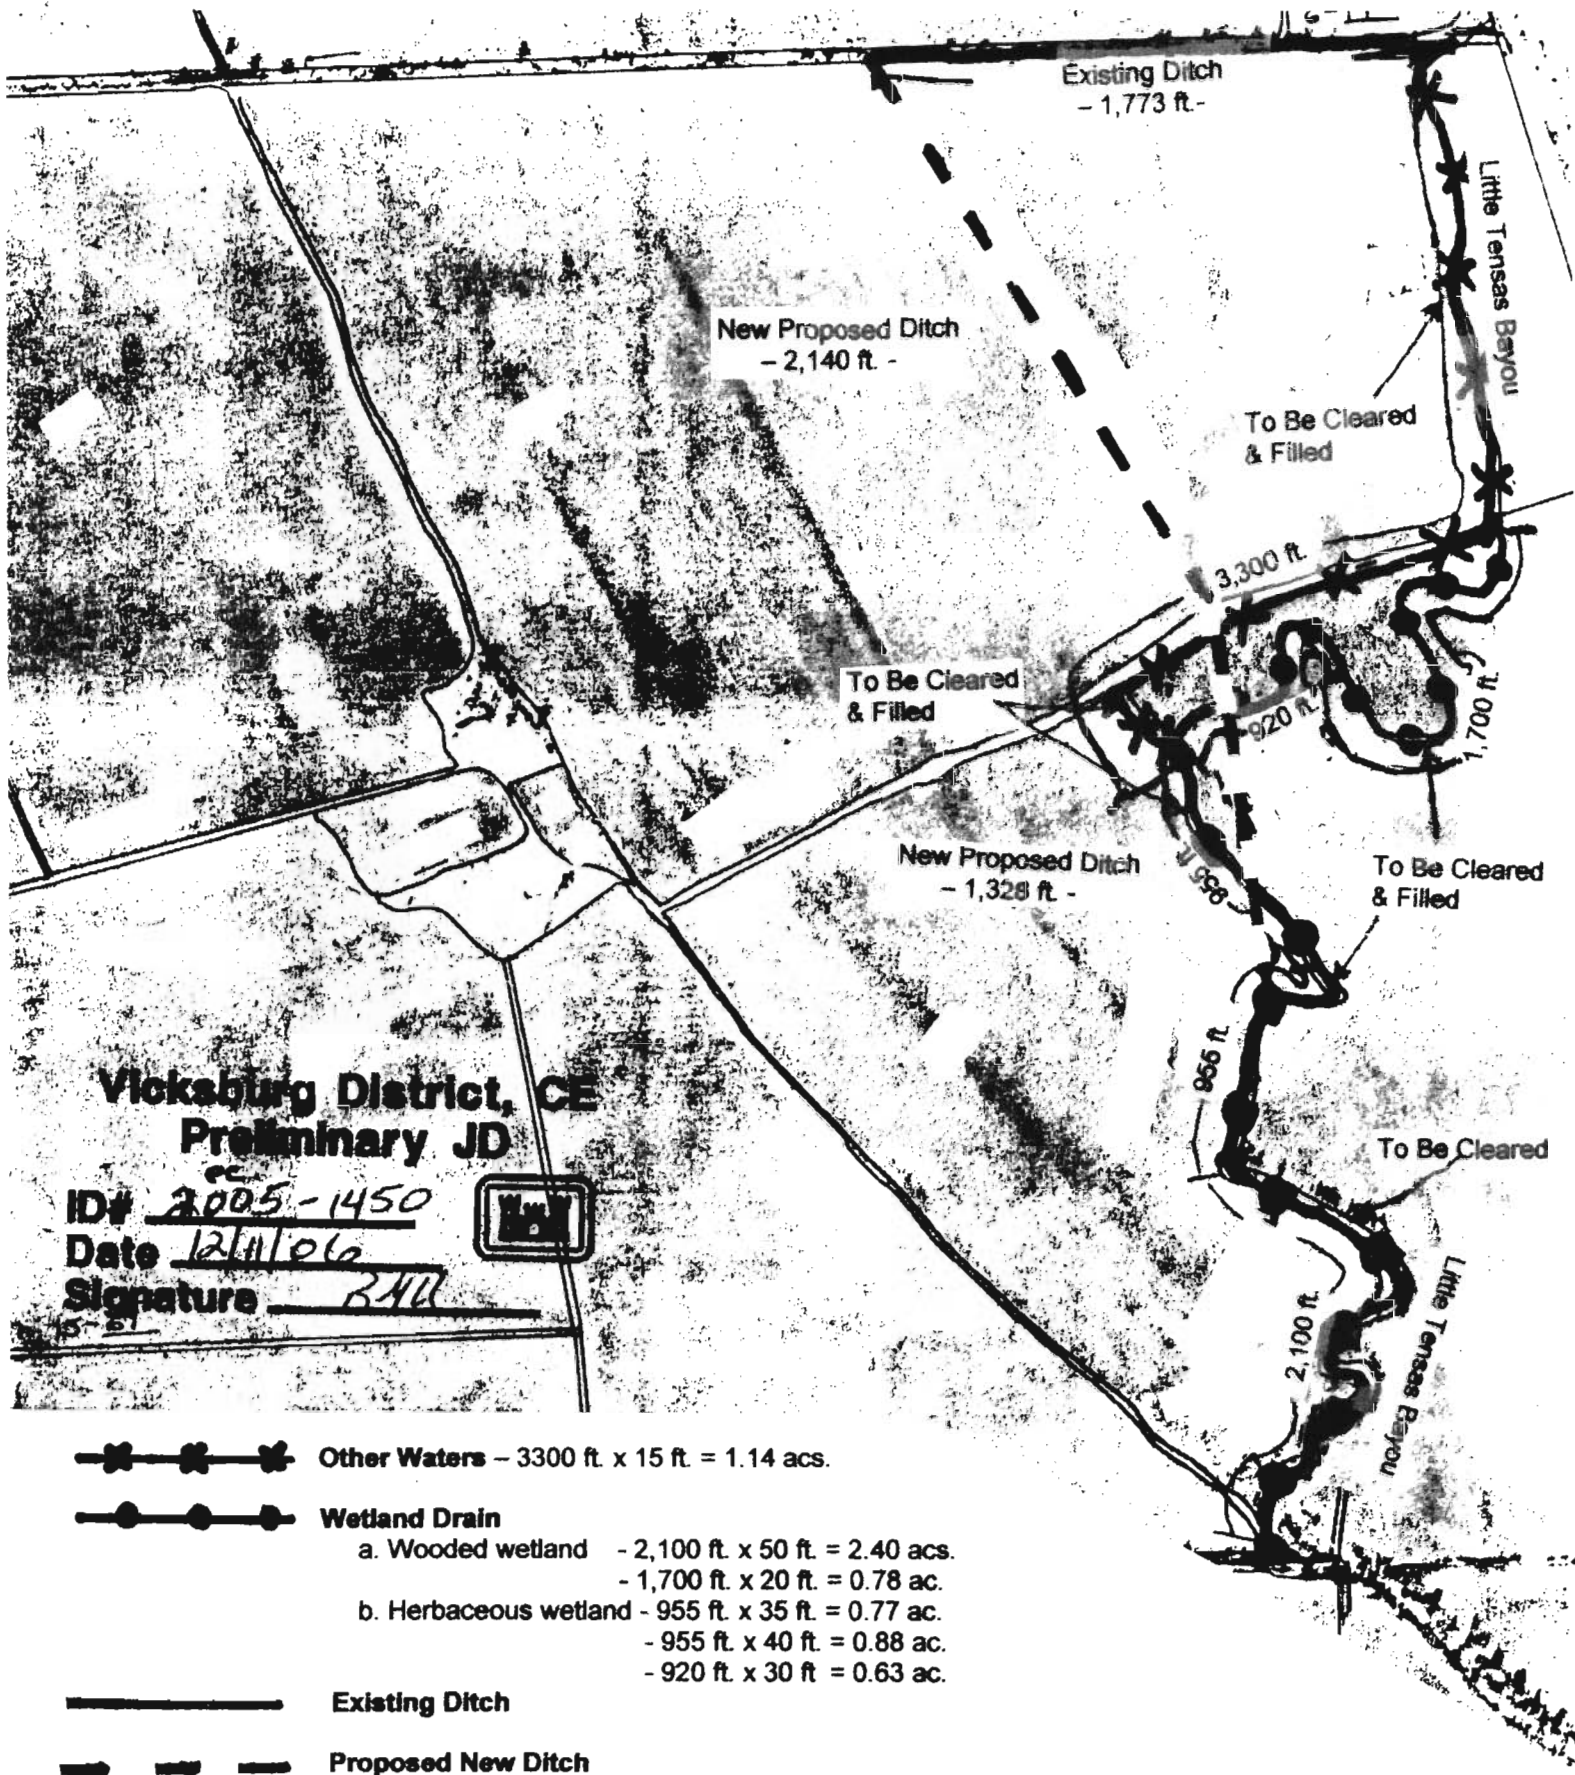 Existing Ditch
– 1,773 ft.-
Little Tensas Bayou
New Proposed Ditch
– 2,140 ft. -
To Be Cleared
& Filled
3,300 ft.
To Be Cleared
& Filled
920 ft.
1,700 ft.
New Proposed Ditch
– 1,328 ft. -
955 ft.
To Be Cleared
& Filled
955 ft.
To Be Cleared
Vicksburg District, CE
Preliminary JD
ID# 2005-1450
Date 12/11/06
Signature
2,100 ft.
Little Tensas Bayou
Other Waters – 3300 ft. x 15 ft. = 1.14 acs.
Wetland Drain
a. Wooded wetland - 2,100 ft. x 50 ft. = 2.40 acs.
- 1,700 ft. x 20 ft. = 0.78 ac.
b. Herbaceous wetland - 955 ft. x 35 ft. = 0.77 ac.
- 955 ft. x 40 ft. = 0.88 ac.
- 920 ft. x 30 ft = 0.63 ac.
Existing Ditch
Proposed New Ditch